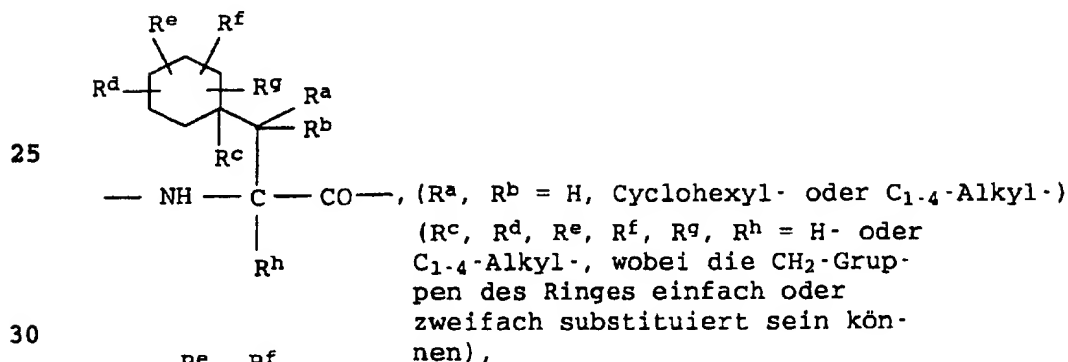 Rᵉ Rᶠ
Rᵈ Rᵍ Rᵃ
Rᵇ
25 Rᶜ
— NH — C — CO —, (Rᵃ, Rᵇ = H, Cyclohexyl- oder C₁₋₄-Alkyl-)
(Rᶜ, Rᵈ, Rᵉ, Rᶠ, Rᵍ, Rʰ = H- oder
Rʰ C₁₋₄-Alkyl-, wobei die CH₂-Grup-
pen des Ringes einfach oder
zweifach substituiert sein kön-
30 nen),